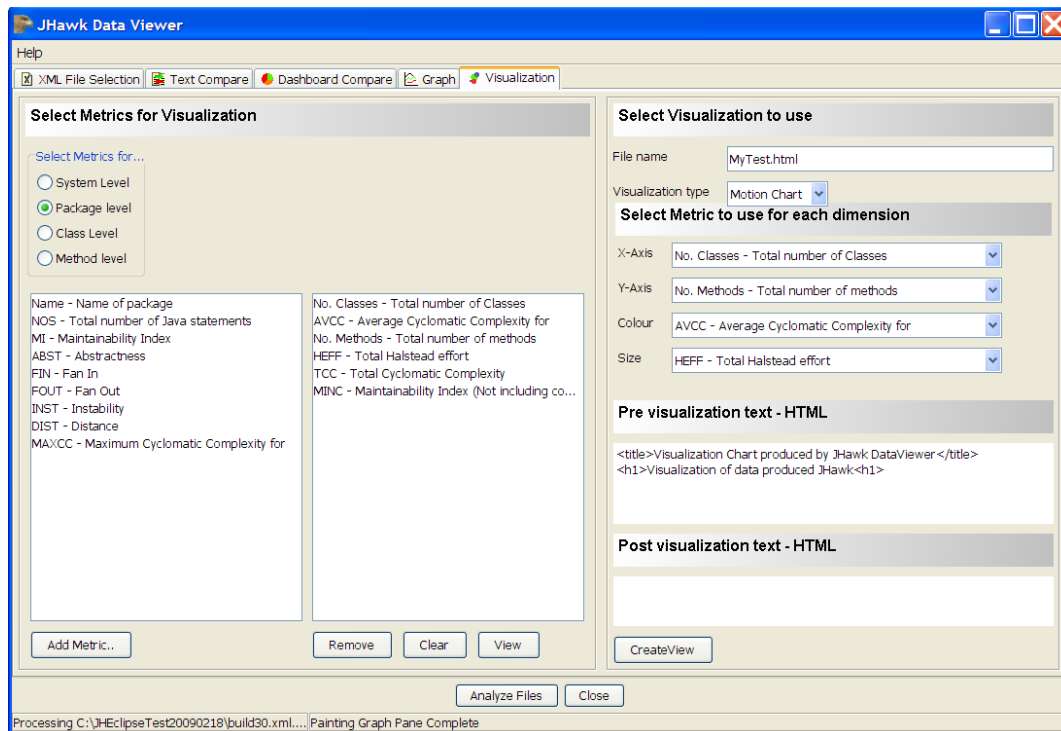 JHawk Data Viewer
Help
XML File Selection
Text Compare
Dashboard Compare
Graph
Visualization
Select Metrics for Visualization
Select Metrics for...
System Level
Package level
Class Level
Method level
Name - Name of package
NOS - Total number of Java statements
MI - Maintainability Index
ABST - Abstractness
FIN - Fan In
FOUT - Fan Out
INST - Instability
DIST - Distance
MAXCC - Maximum Cyclomatic Complexity for
No. Classes - Total number of Classes
AVCC - Average Cyclomatic Complexity for
No. Methods - Total number of methods
HEFF - Total Halstead effort
TCC - Total Cyclomatic Complexity
MINC - Maintainability Index (Not including co...
Add Metric..
Remove
Clear
View
Select Visualization to use
File name
MyTest.html
Visualization type
Motion Chart
Select Metric to use for each dimension
X-Axis
No. Classes - Total number of Classes
Y-Axis
No. Methods - Total number of methods
Colour
AVCC - Average Cyclomatic Complexity for
Size
HEFF - Total Halstead effort
Pre visualization text - HTML
<title>Visualization Chart produced by JHawk DataViewer</title>
<h1>Visualization of data produced JHawk<h1>
Post visualization text - HTML
CreateView
Analyze Files
Close
Processing C:\JHEclipseTest20090218\build30.xml....
Painting Graph Pane Complete